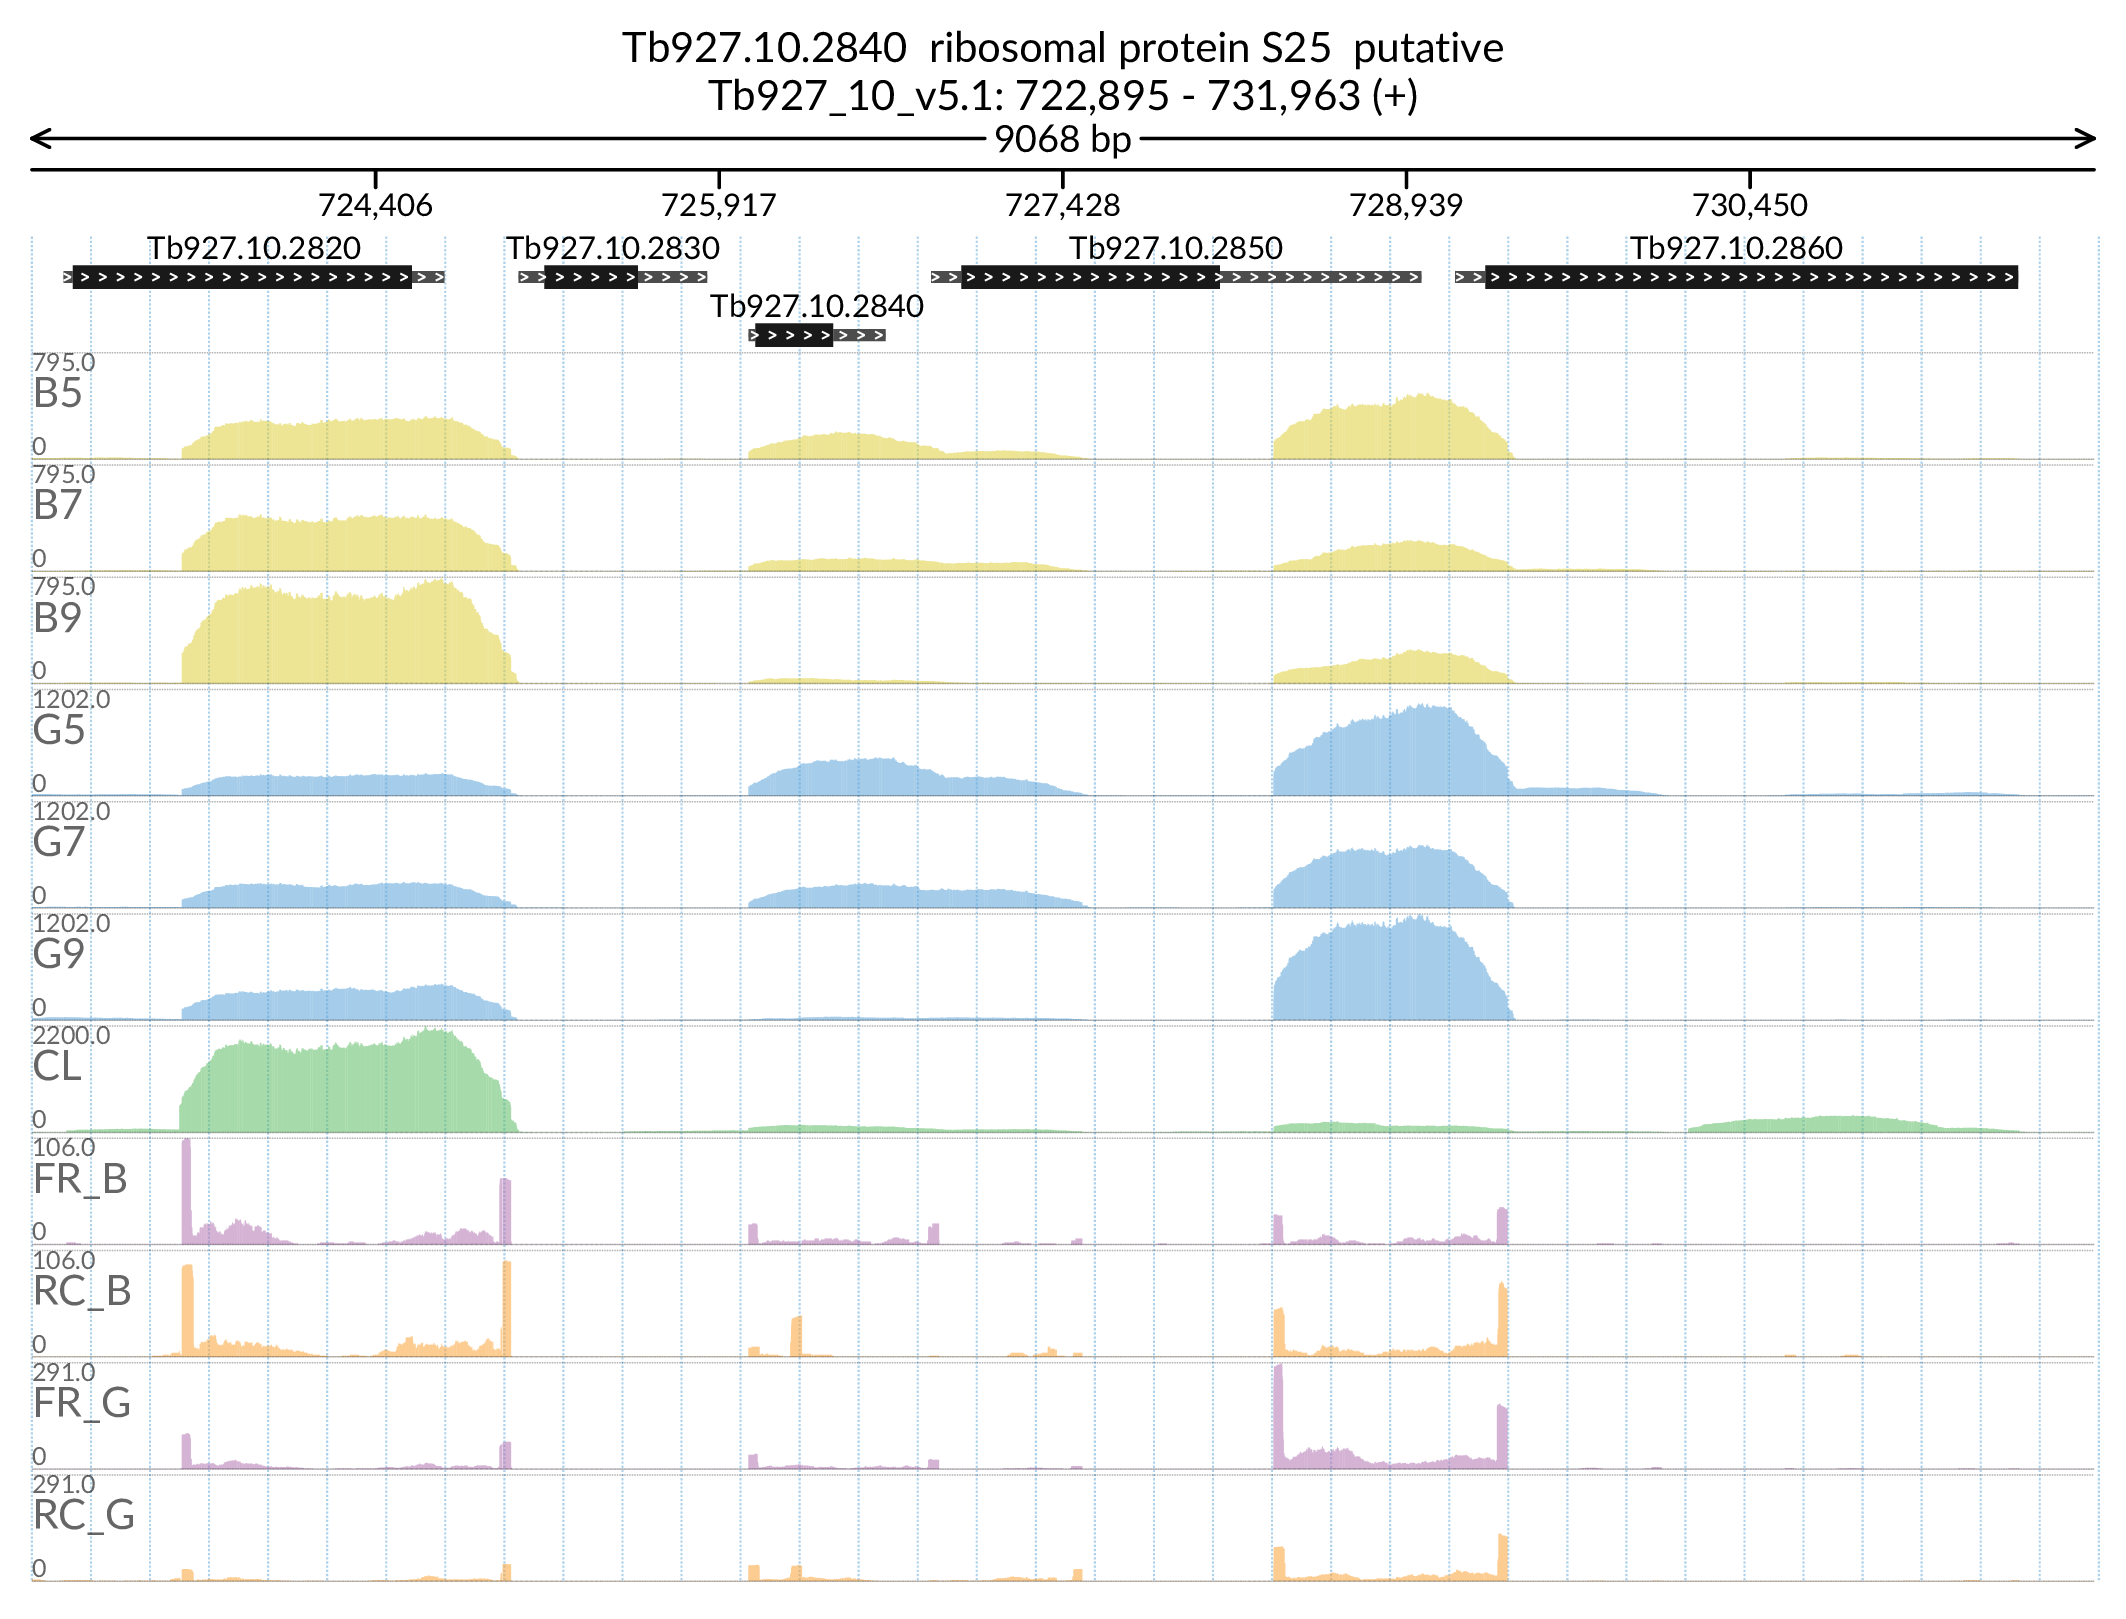 Tb927.10.2840  ribosomal protein S25  putative
Tb927_10_v5.1: 722,895 - 731,963 (+)
9068 bp
724,406 725,917 727,428 728,939 730,450
Tb927.10.2820 Tb927.10.2830 Tb927.10.2850 Tb927.10.2860
Tb927.10.2840
795.0
B5
0
795.0
B7
0
795.0
B9
0
1202.0
G5
0
1202.0
G7
0
1202.0
G9
0
2200.0
CL
0
106.0
FR_B
0
106.0
RC_B
0
291.0
FR_G
0
291.0
RC_G
0